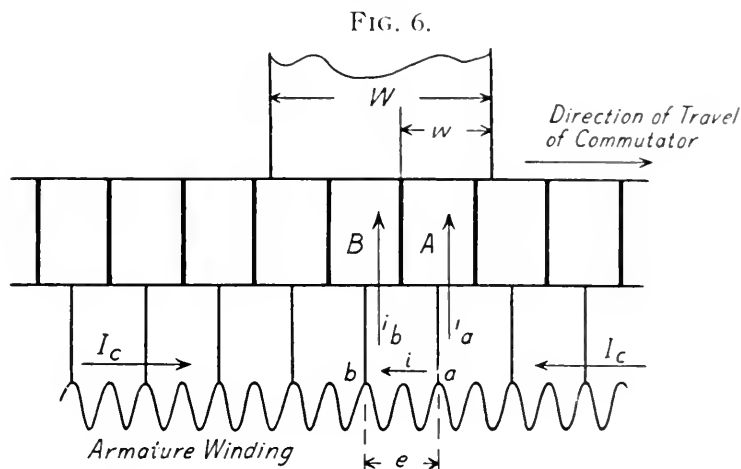 FIG. 6.
W
w
Direction of Travel
of Commutator
B
A
i_b
i_a
I_c
i
I_c
b
a
Armature Winding
e